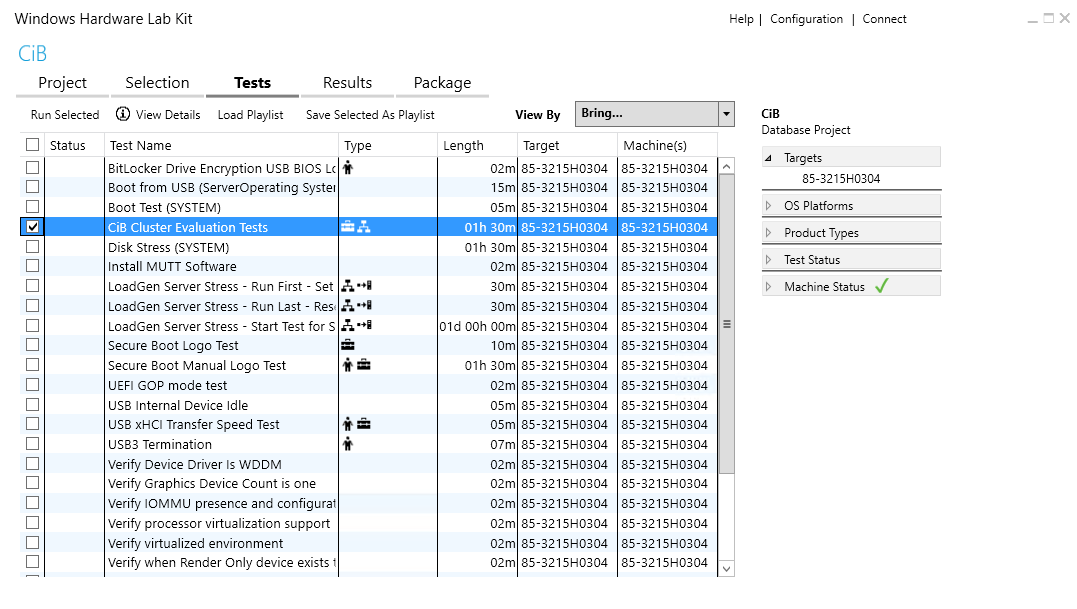 Windows Hardware Lab Kit
Help | Configuration | Connect
CiB
Project Selection Tests Results Package
Run Selected View Details Load Playlist Save Selected As Playlist View By Bring...
Status Test Name Type Length Target Machine(s)
BitLocker Drive Encryption USB BIOS Lo 02m 85-3215H0304 85-3215H0304
Boot from USB (ServerOperating System 15m 85-3215H0304 85-3215H0304
Boot Test (SYSTEM) 05m 85-3215H0304 85-3215H0304
CiB Cluster Evaluation Tests 01h 30m 85-3215H0304 85-3215H0304
Disk Stress (SYSTEM) 01h 30m 85-3215H0304 85-3215H0304
Install MUTT Software 02m 85-3215H0304 85-3215H0304
LoadGen Server Stress - Run First - Set 30m 85-3215H0304 85-3215H0304
LoadGen Server Stress - Run Last - Res 30m 85-3215H0304 85-3215H0304
LoadGen Server Stress - Start Test for S 01d 00h 00m 85-3215H0304 85-3215H0304
Secure Boot Logo Test 10m 85-3215H0304 85-3215H0304
Secure Boot Manual Logo Test 01h 30m 85-3215H0304 85-3215H0304
UEFI GOP mode test 02m 85-3215H0304 85-3215H0304
USB Internal Device Idle 05m 85-3215H0304 85-3215H0304
USB xHCI Transfer Speed Test 05m 85-3215H0304 85-3215H0304
USB3 Termination 07m 85-3215H0304 85-3215H0304
Verify Device Driver Is WDDM 02m 85-3215H0304 85-3215H0304
Verify Graphics Device Count is one 02m 85-3215H0304 85-3215H0304
Verify IOMMU presence and configurat 02m 85-3215H0304 85-3215H0304
Verify processor virtualization support 02m 85-3215H0304 85-3215H0304
Verify virtualized environment 02m 85-3215H0304 85-3215H0304
Verify when Render Only device exists t 02m 85-3215H0304 85-3215H0304
CiB
Database Project
Targets
85-3215H0304
OS Platforms
Product Types
Test Status
Machine Status